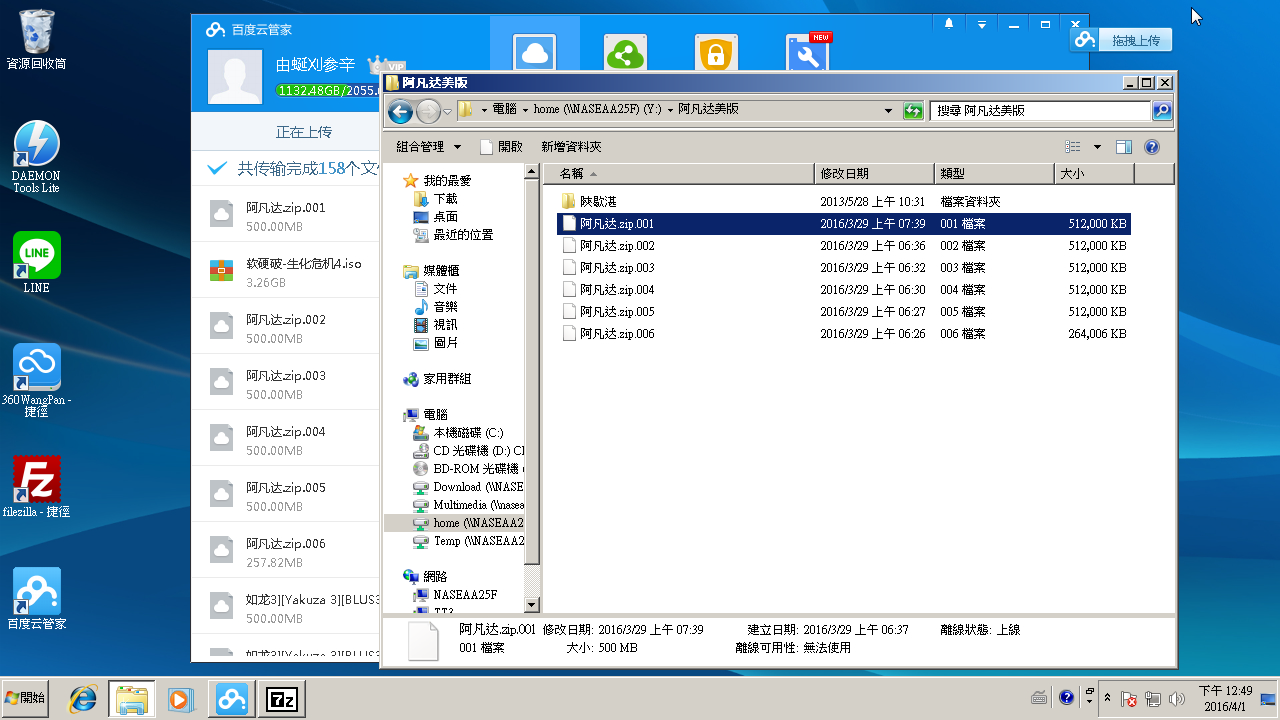 資源回收筒
DAEMON
Tools Lite
LINE
360WangPan -
捷徑
filezilla - 捷徑
百度云管家
百度云管家
VIP
1132.48GB/2055.
NEW
拖拽上传
正在上传
共传输完成158个文
阿凡达.zip.001
500.00MB
软硬破-生化危机4.iso
3.26GB
阿凡达.zip.002
500.00MB
阿凡达.zip.003
500.00MB
阿凡达.zip.004
500.00MB
阿凡达.zip.005
500.00MB
阿凡达.zip.006
257.82MB
如龙3][Yakuza 3][BLUS3
500.00MB
如龙3][Yakuza 3][BLUS3
阿凡达美版
電腦 home (\\NASEAA25F) (Y:) 阿凡达美版
搜尋 阿凡达美版
組合管理 開啟 新增資料夾
我的最愛
下載
桌面
最近的位置
媒體櫃
文件
音樂
視訊
圖片
家用群組
電腦
本機磁碟 (C:)
CD 光碟機 (D:) CI
BD-ROM 光碟機 (
Download (\\NASE
Multimedia (\\nasea
home (\\NASEAA2
Temp (\\NASEAA2
網路
NASEAA25F
TT3
名稱 修改日期 類型 大小
2013/5/28 上午 10:31 檔案資料夾
阿凡达.zip.001 2016/3/29 上午 07:39 001 檔案 512,000 KB
阿凡达.zip.002 2016/3/29 上午 06:36 002 檔案 512,000 KB
阿凡达.zip.003 2016/3/29 上午 06:33 003 檔案 512,000 KB
阿凡达.zip.004 2016/3/29 上午 06:30 004 檔案 512,000 KB
阿凡达.zip.005 2016/3/29 上午 06:27 005 檔案 512,000 KB
阿凡达.zip.006 2016/3/29 上午 06:26 006 檔案 264,006 KB
阿凡达.zip.001 修改日期: 2016/3/29 上午 07:39 建立日期: 2016/3/29 上午 06:37 離線狀態: 上線
001 檔案 大小: 500 MB 離線可用性: 無法使用
開始
7z
下午 12:49
2016/4/1